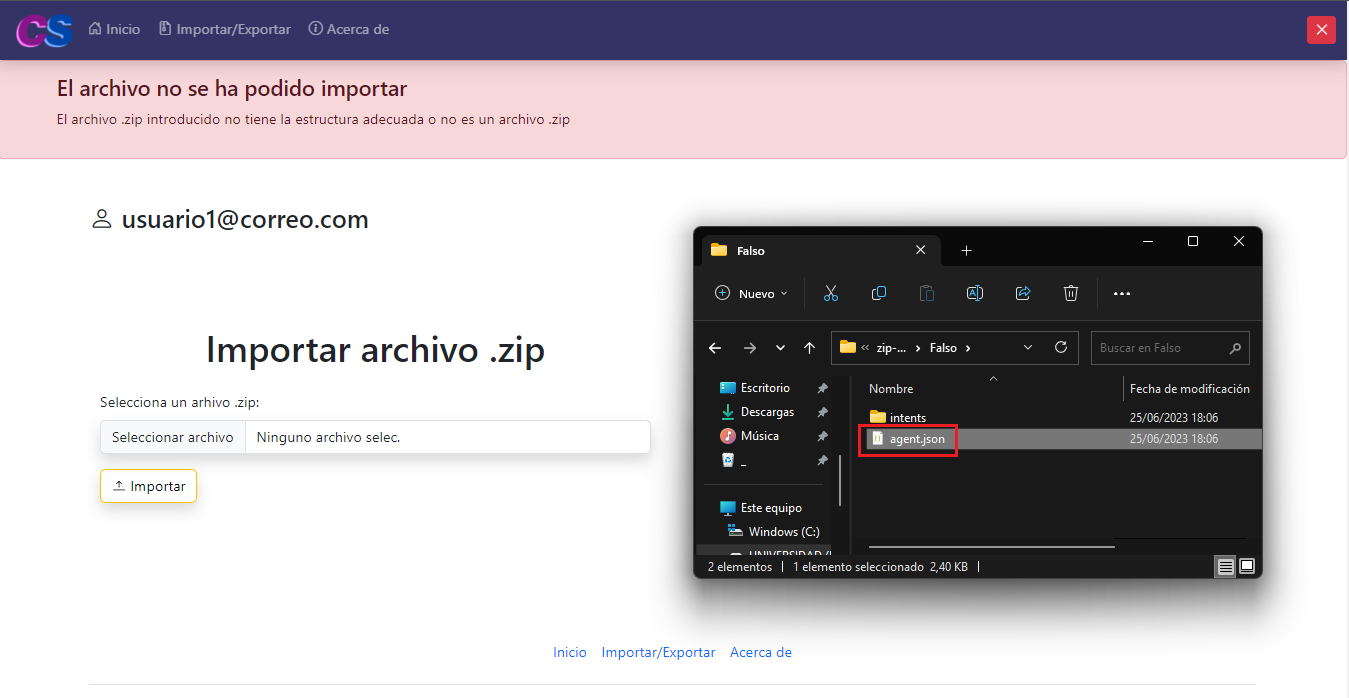 CS Inicio Importar/Exportar Acerca de
El archivo no se ha podido importar
El archivo .zip introducido no tiene la estructura adecuada o no es un archivo .zip
usuario1@correo.com
Importar archivo .zip
Selecciona un arhivo .zip:
Seleccionar archivo Ninguno archivo selec.
Importar
Falso
Nuevo
« zip-... › Falso ›
Buscar en Falso
Nombre Fecha de modificación
Escritorio
Descargas
Música
_
Este equipo
Windows (C:)
intents 25/06/2023 18:06
agent.json 25/06/2023 18:06
2 elementos | 1 elemento seleccionado 2,40 KB |
Inicio Importar/Exportar Acerca de